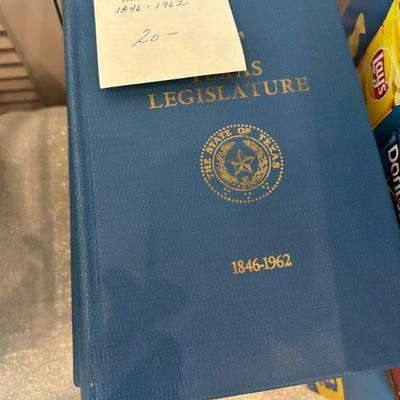 1846-1962
20-
TEXAS
LEGISLATURE
THE STATE OF TEXAS
1846-1962
Lay's